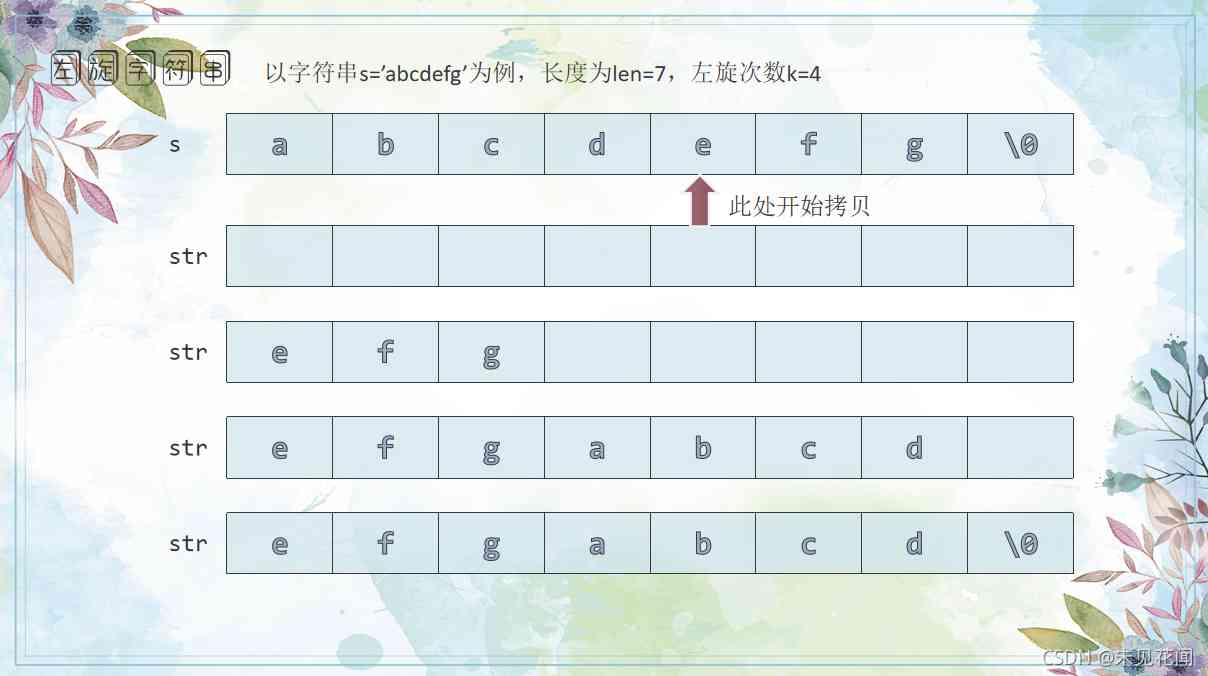 左旋字符串 以字符串s=’abcdefg’为例，长度为len=7，左旋次数k=4
s a b c d e f g \0
此处开始拷贝
str
str e f g
str e f g a b c d
str e f g a b c d \0
CSDN @未见花闻